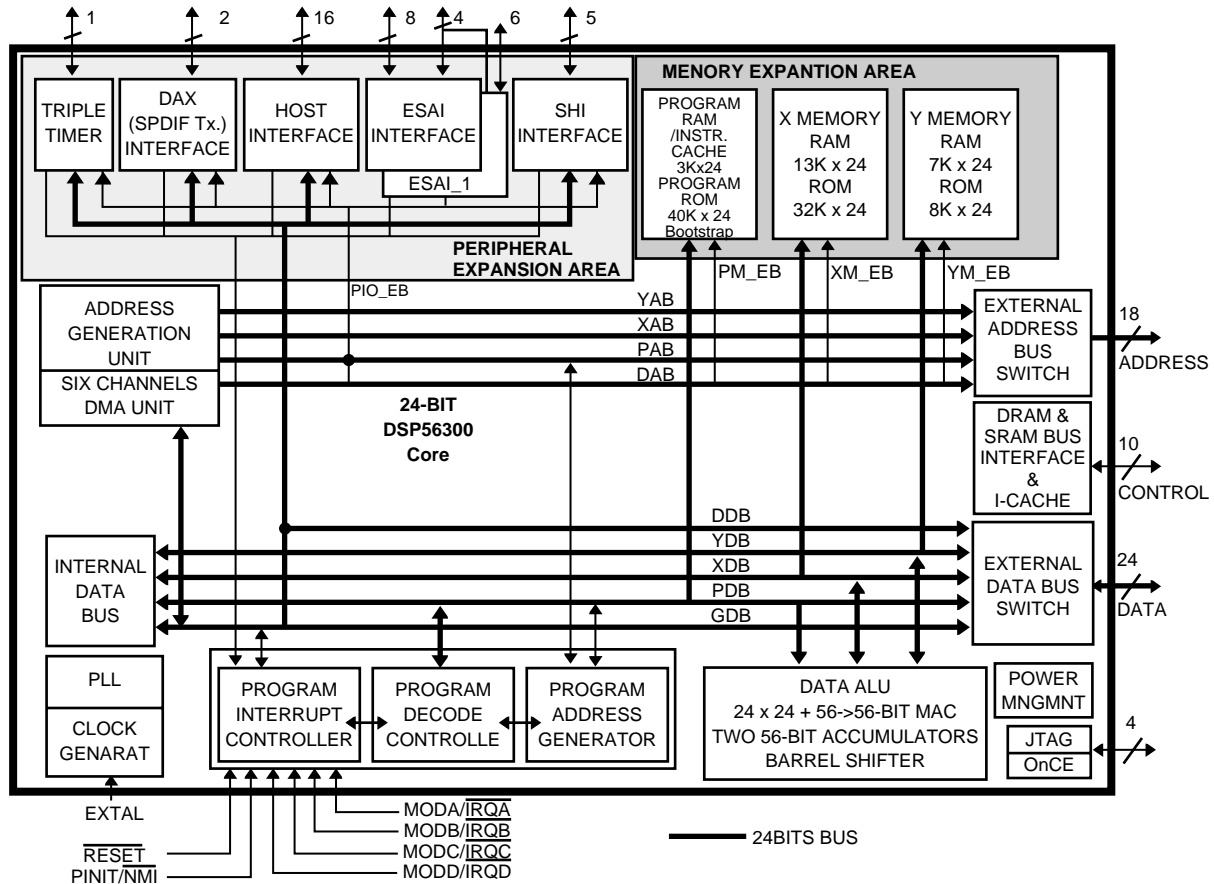 1
2
16
8
4
6
5
TRIPLE
TIMER
DAX
(SPDIF Tx.)
INTERFACE
HOST
INTERFACE
ESAI
INTERFACE
ESAI_1
SHI
INTERFACE
PERIPHERAL
EXPANSION AREA
MENORY EXPANTION AREA
PROGRAM
RAM
/INSTR.
CACHE
3Kx24
PROGRAM
ROM
40K x 24
Bootstrap
X MEMORY
RAM
13K x 24
ROM
32K x 24
Y MEMORY
RAM
7K x 24
ROM
8K x 24
PIO_EB
PM_EB
XM_EB
YM_EB
ADDRESS
GENERATION
UNIT
SIX CHANNELS
DMA UNIT
YAB
XAB
PAB
DAB
EXTERNAL
ADDRESS
BUS
SWITCH
18
ADDRESS
24-BIT
DSP56300
Core
DRAM &
SRAM BUS
INTERFACE
&
I-CACHE
10
CONTROL
INTERNAL
DATA
BUS
DDB
YDB
XDB
PDB
GDB
EXTERNAL
DATA BUS
SWITCH
24
DATA
PLL
CLOCK
GENARAT
EXTAL
PROGRAM
INTERRUPT
CONTROLLER
PROGRAM
DECODE
CONTROLLE
PROGRAM
ADDRESS
GENERATOR
DATA ALU
24 x 24 + 56->56-BIT MAC
TWO 56-BIT ACCUMULATORS
BARREL SHIFTER
POWER
MNGMNT
JTAG
OnCE
4
RESET
PINIT/NMI
MODA/IRQA
MODB/IRQB
MODC/IRQC
MODD/IRQD
24BITS BUS